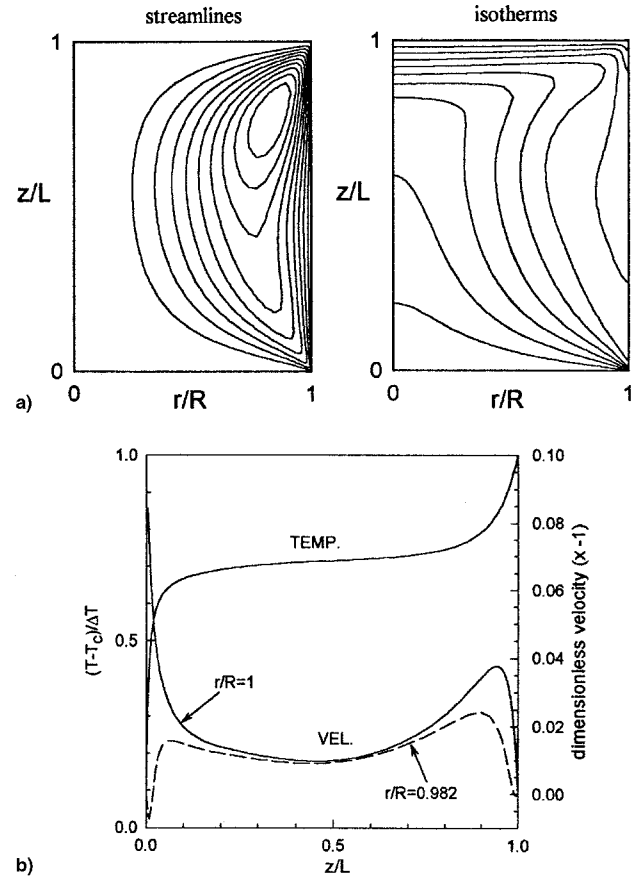 streamlines
isotherms
1
z/L
0
0
r/R
1
1
z/L
0
0
r/R
1
a)
1.0
0.5
0.0
(T-Tc)/ΔT
TEMP.
r/R=1
VEL.
r/R=0.982
0.10
0.08
0.06
0.04
0.02
0.00
dimensionless velocity (x -1)
0.0
0.5
1.0
z/L
b)